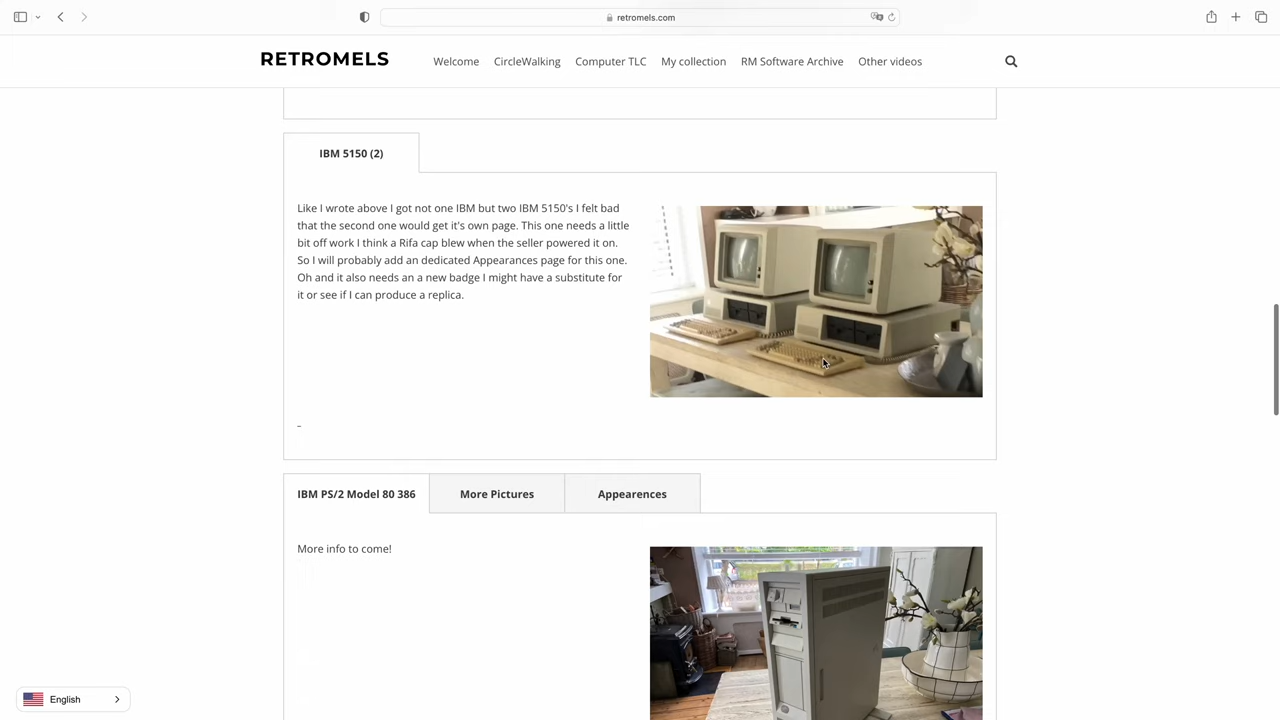 retromels.com
RETROMELS
Welcome CircleWalking Computer TLC My collection RM Software Archive Other videos
IBM 5150 (2)
Like I wrote above I got not one IBM but two IBM 5150's I felt bad
that the second one would get it's own page. This one needs a little
bit off work I think a Rifa cap blew when the seller powered it on.
So I will probably add an dedicated Appearances page for this one.
Oh and it also needs an a new badge I might have a substitute for
it or see if I can produce a replica.
-
IBM PS/2 Model 80 386 More Pictures Appearences
More info to come!
English